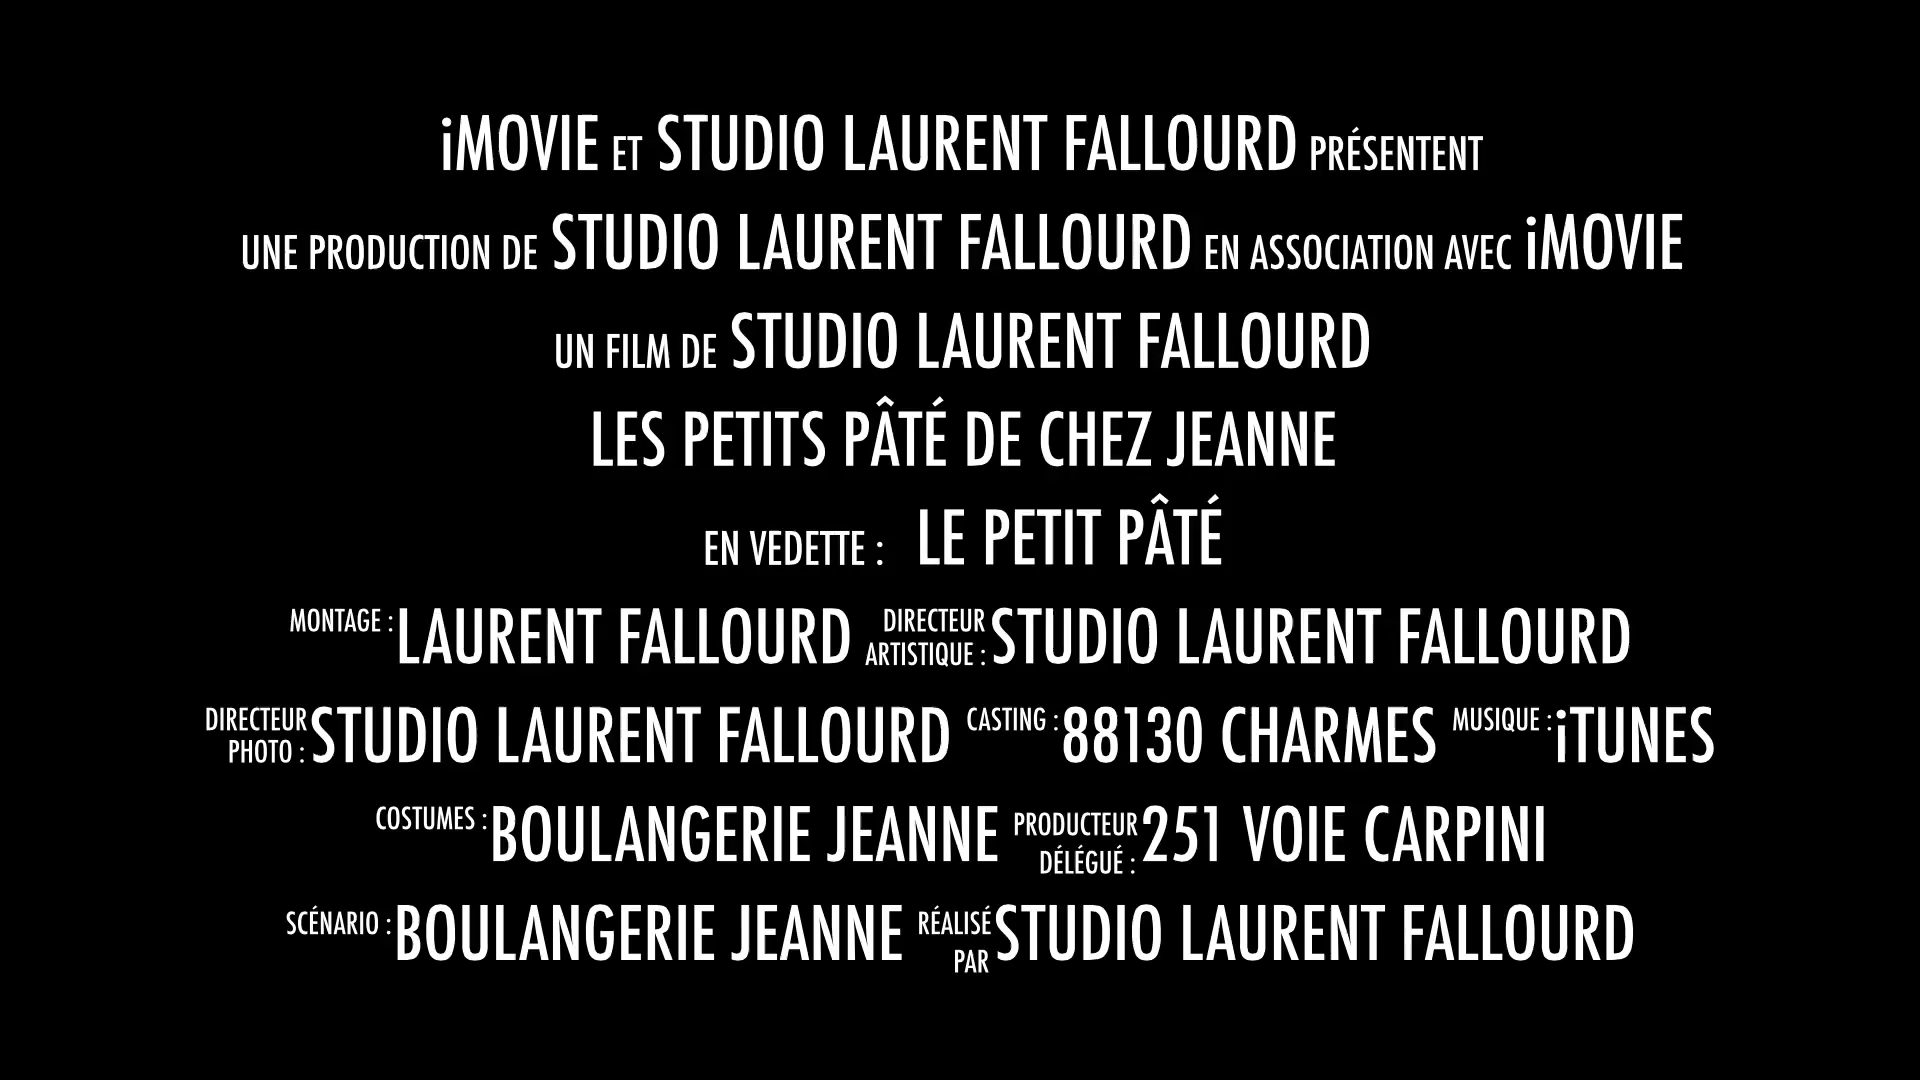 iMOVIE ET STUDIO LAURENT FALLOURD PRÉSENTENT
UNE PRODUCTION DE STUDIO LAURENT FALLOURD EN ASSOCIATION AVEC iMOVIE
UN FILM DE STUDIO LAURENT FALLOURD
LES PETITS PÂTÉ DE CHEZ JEANNE
EN VEDETTE : LE PETIT PÂTÉ
MONTAGE : LAURENT FALLOURD DIRECTEUR ARTISTIQUE : STUDIO LAURENT FALLOURD
DIRECTEUR PHOTO : STUDIO LAURENT FALLOURD CASTING : 88130 CHARMES MUSIQUE : iTUNES
COSTUMES : BOULANGERIE JEANNE PRODUCTEUR DÉLÉGUÉ : 251 VOIE CARPINI
SCÉNARIO : BOULANGERIE JEANNE RÉALISÉ PAR STUDIO LAURENT FALLOURD